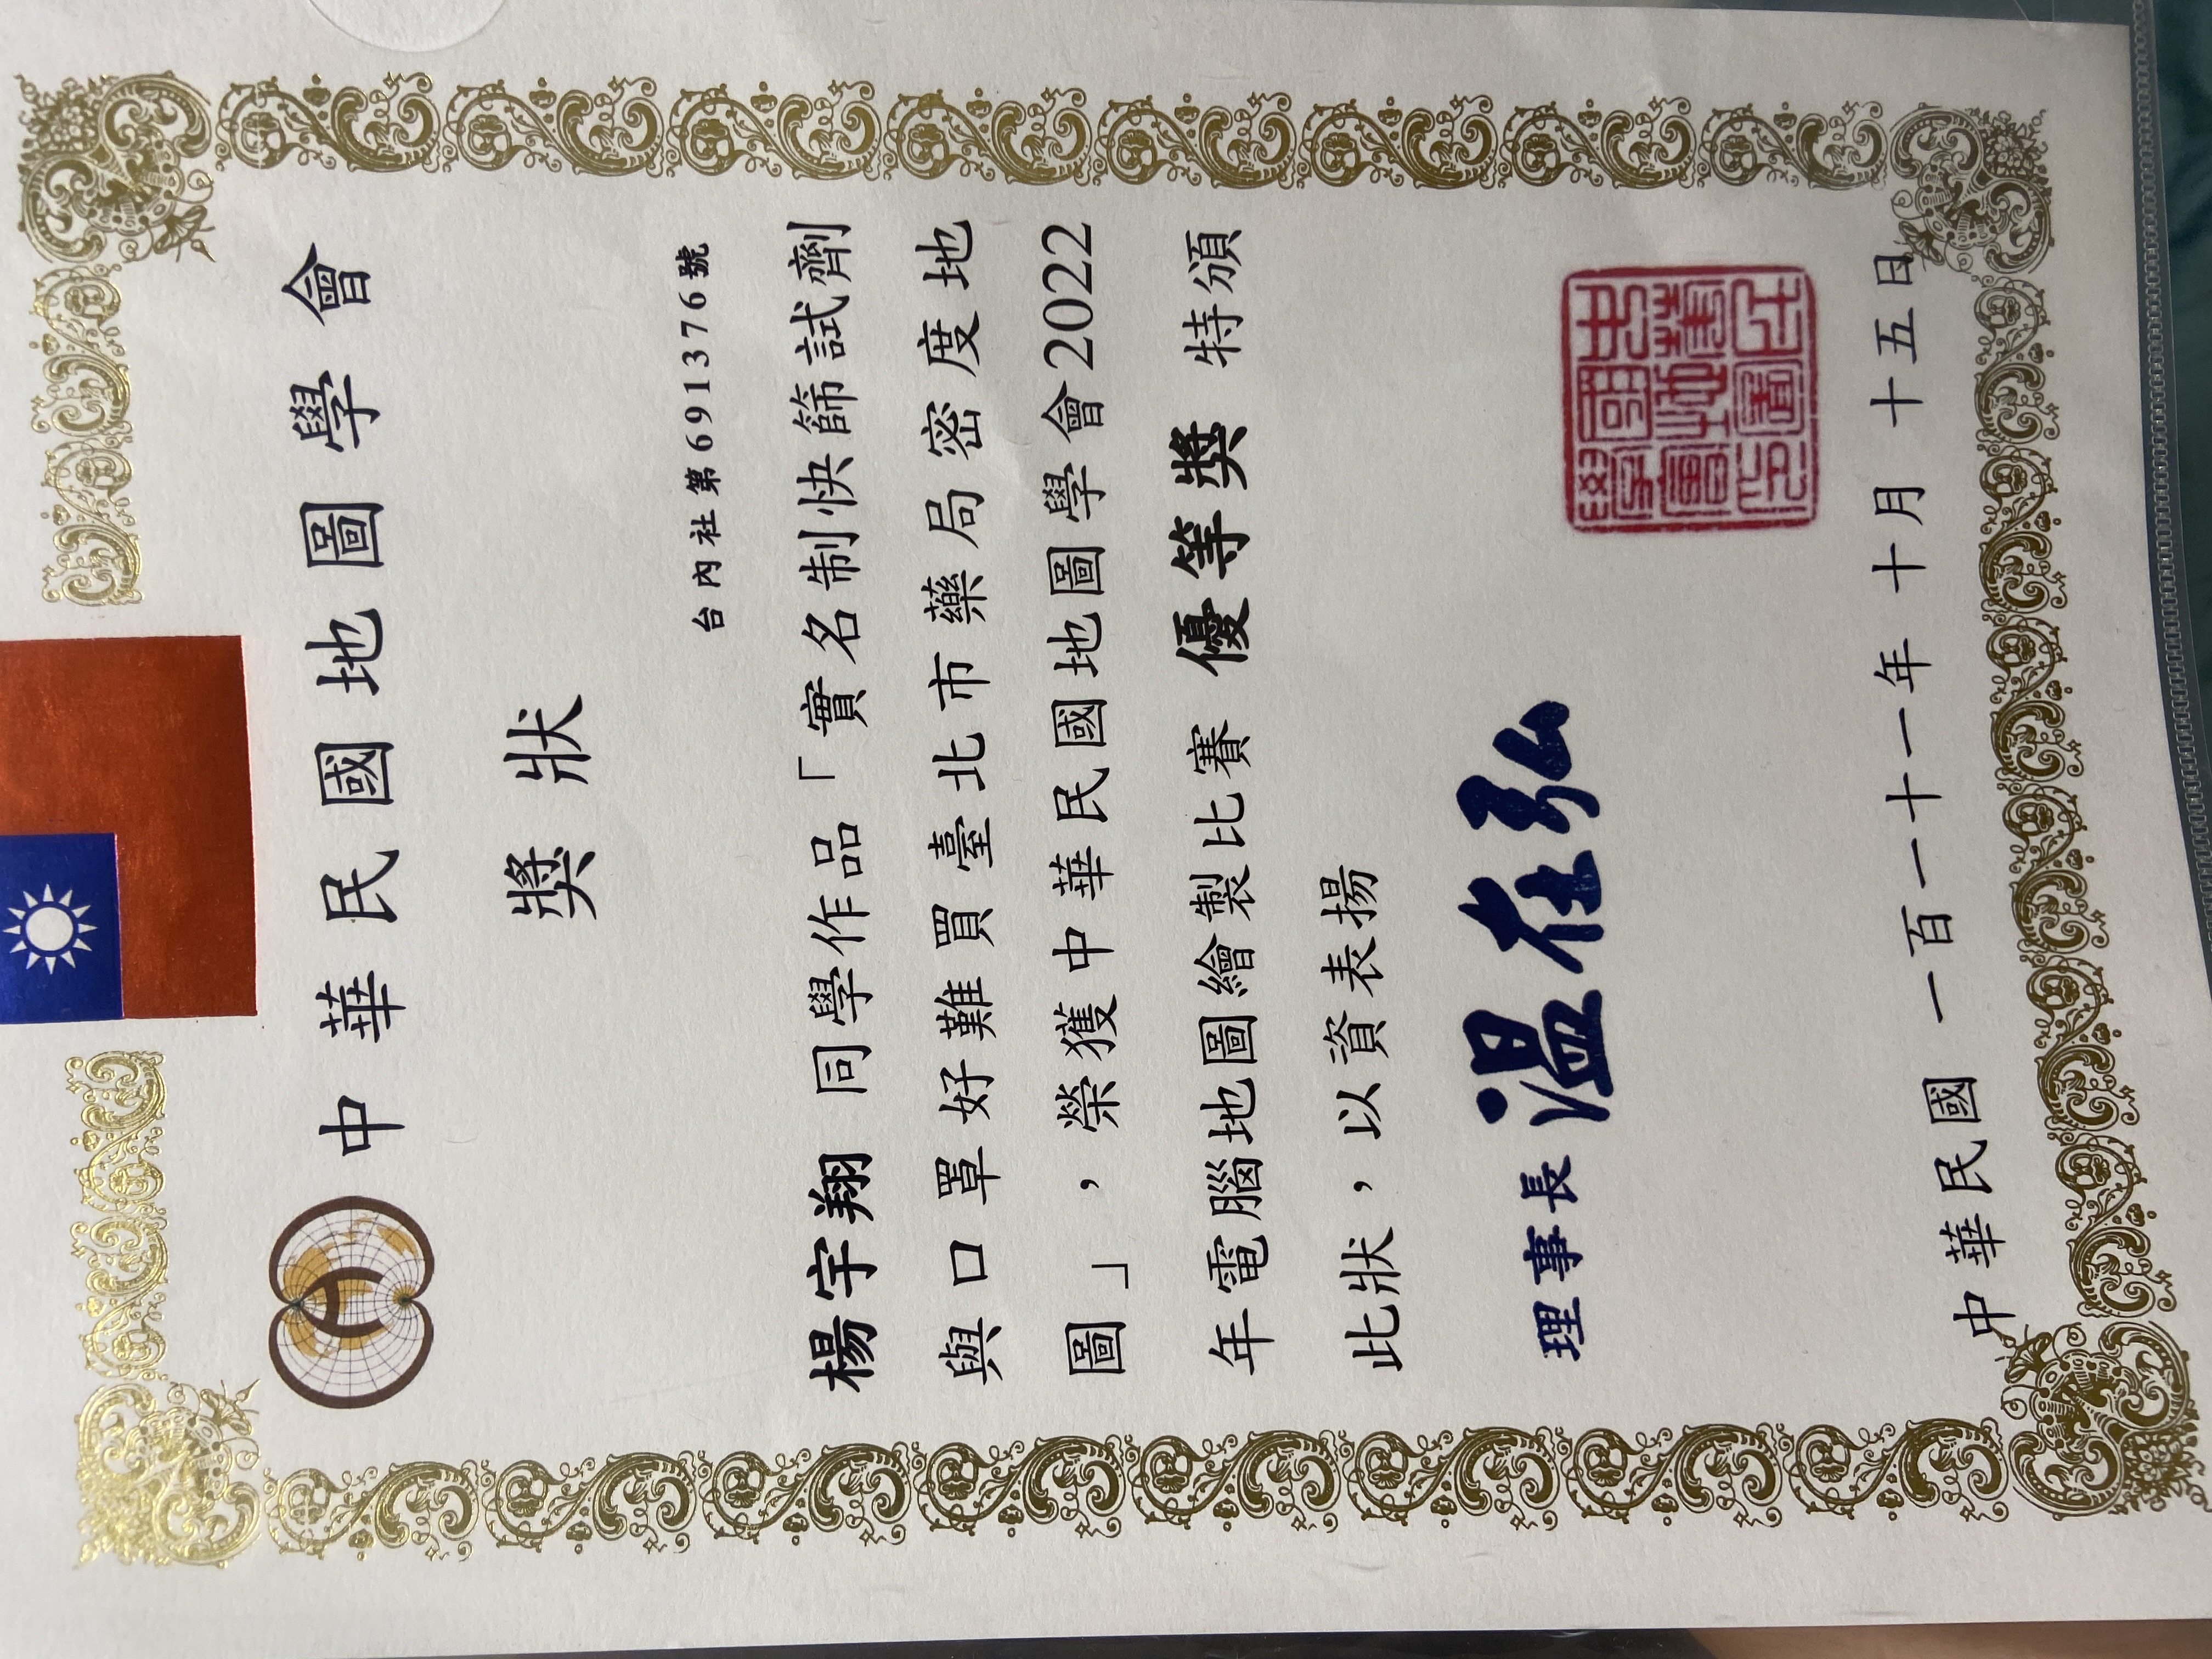 中華民國地圖學會
獎狀
台內社第691376號
楊宇翔 同學作品「實名制快篩試劑
與口罩好難買臺北市藥局密度地
圖」，榮獲中華民國地圖學會2022
年電腦地圖繪製比賽 優等獎 特頒
此狀，以資表揚
理事長 温在弘
中華民國地圖學會印
中華民國 一百一十一年 十月 十五日